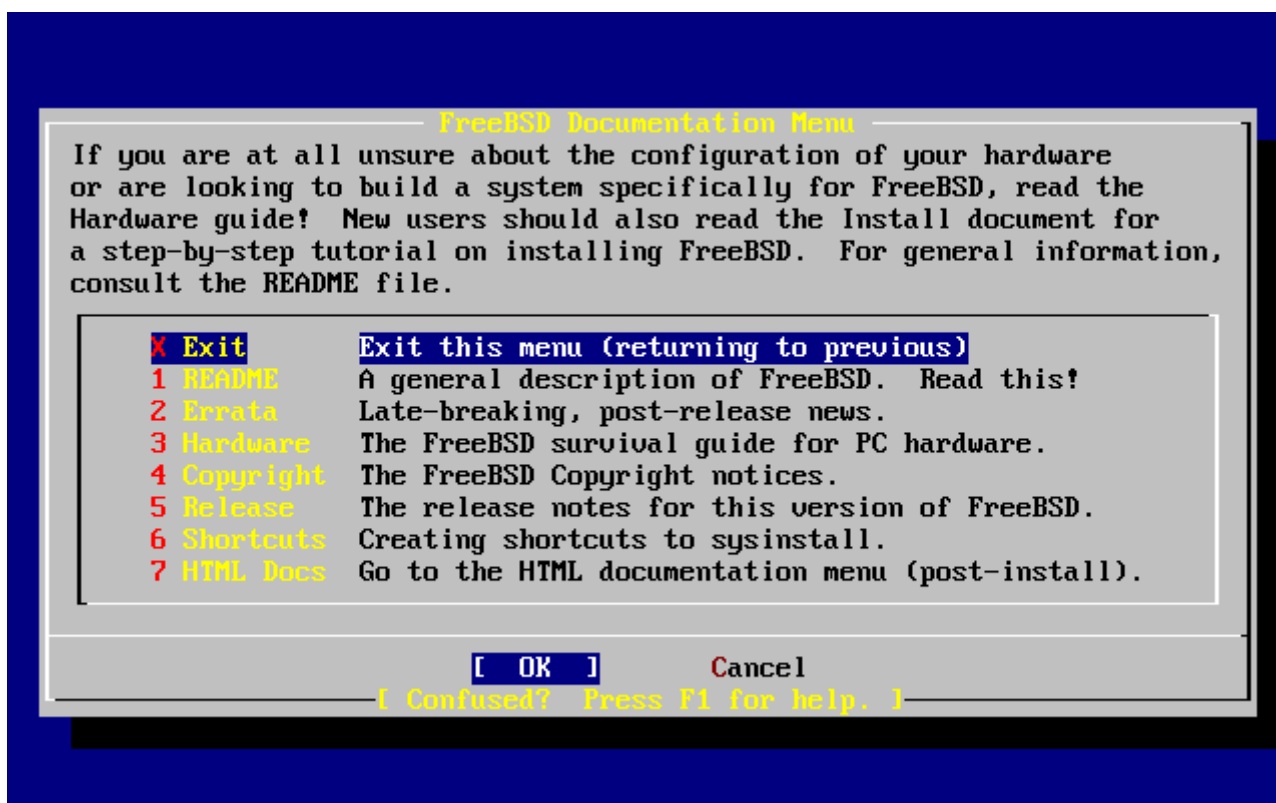 FreeBSD Documentation Menu
If you are at all unsure about the configuration of your hardware
or are looking to build a system specifically for FreeBSD, read the
Hardware guide!  New users should also read the Install document for
a step-by-step tutorial on installing FreeBSD.  For general information,
consult the README file.
X Exit     Exit this menu (returning to previous)
1 README     A general description of FreeBSD.  Read this!
2 Errata     Late-breaking, post-release news.
3 Hardware   The FreeBSD survival guide for PC hardware.
4 Copyright  The FreeBSD Copyright notices.
5 Release    The release notes for this version of FreeBSD.
6 Shortcuts  Creating shortcuts to sysinstall.
7 HTML Docs  Go to the HTML documentation menu (post-install).
[  OK  ]       Cancel
[ Confused?  Press F1 for help. ]